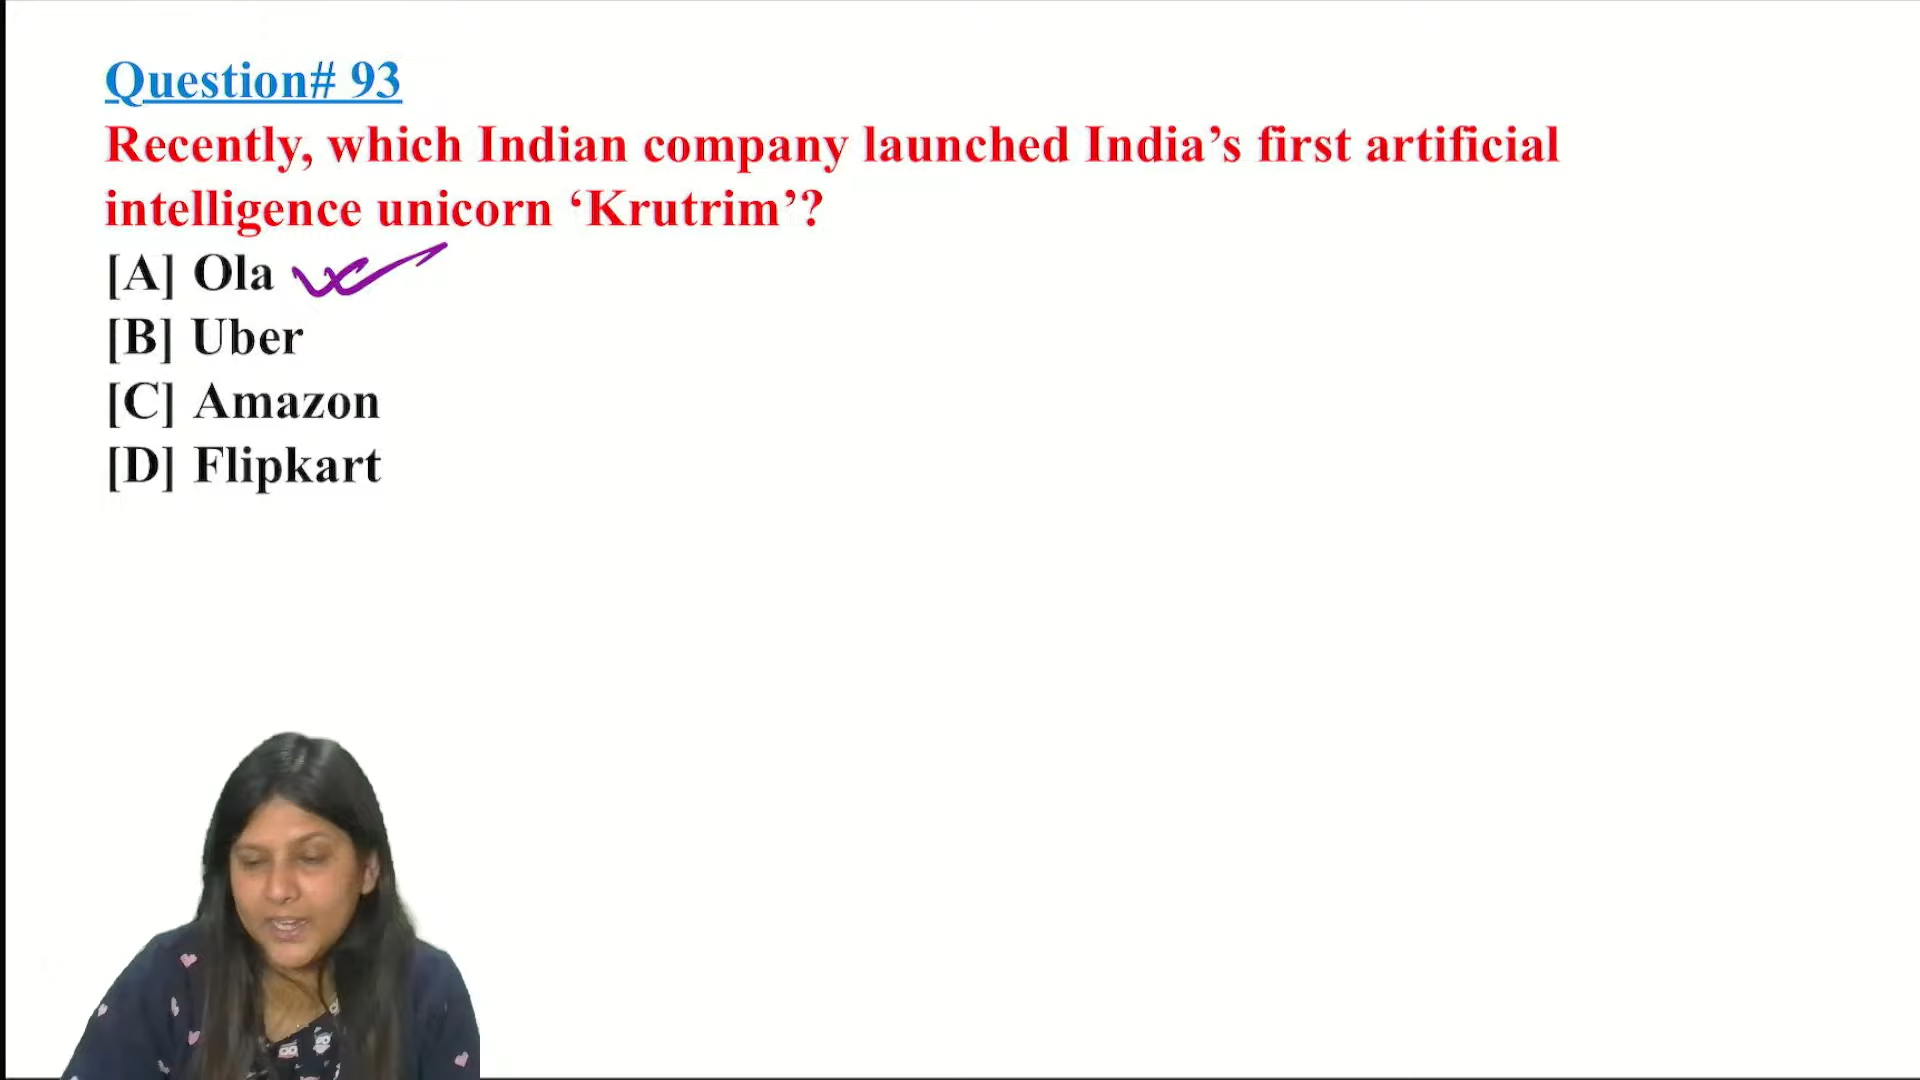 Question# 93
Recently, which Indian company launched India’s first artificial
intelligence unicorn ‘Krutrim’?
[A] Ola
[B] Uber
[C] Amazon
[D] Flipkart